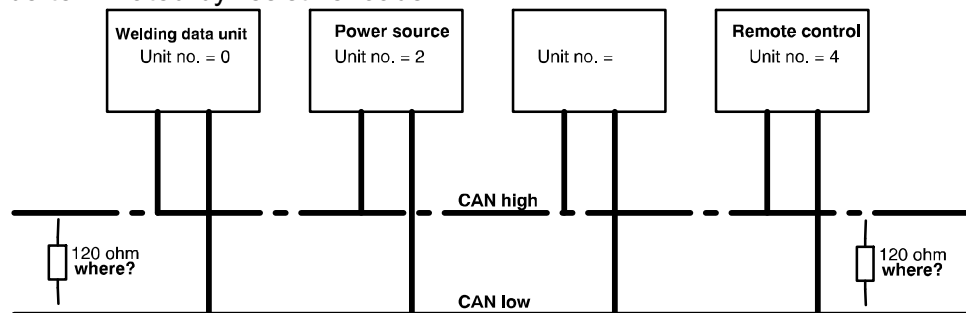 Welding data unit
Unit no. = 0
Power source
Unit no. = 2
Unit no. =
Remote control
Unit no. = 4
CAN high
120 ohm
where?
120 ohm
where?
CAN low